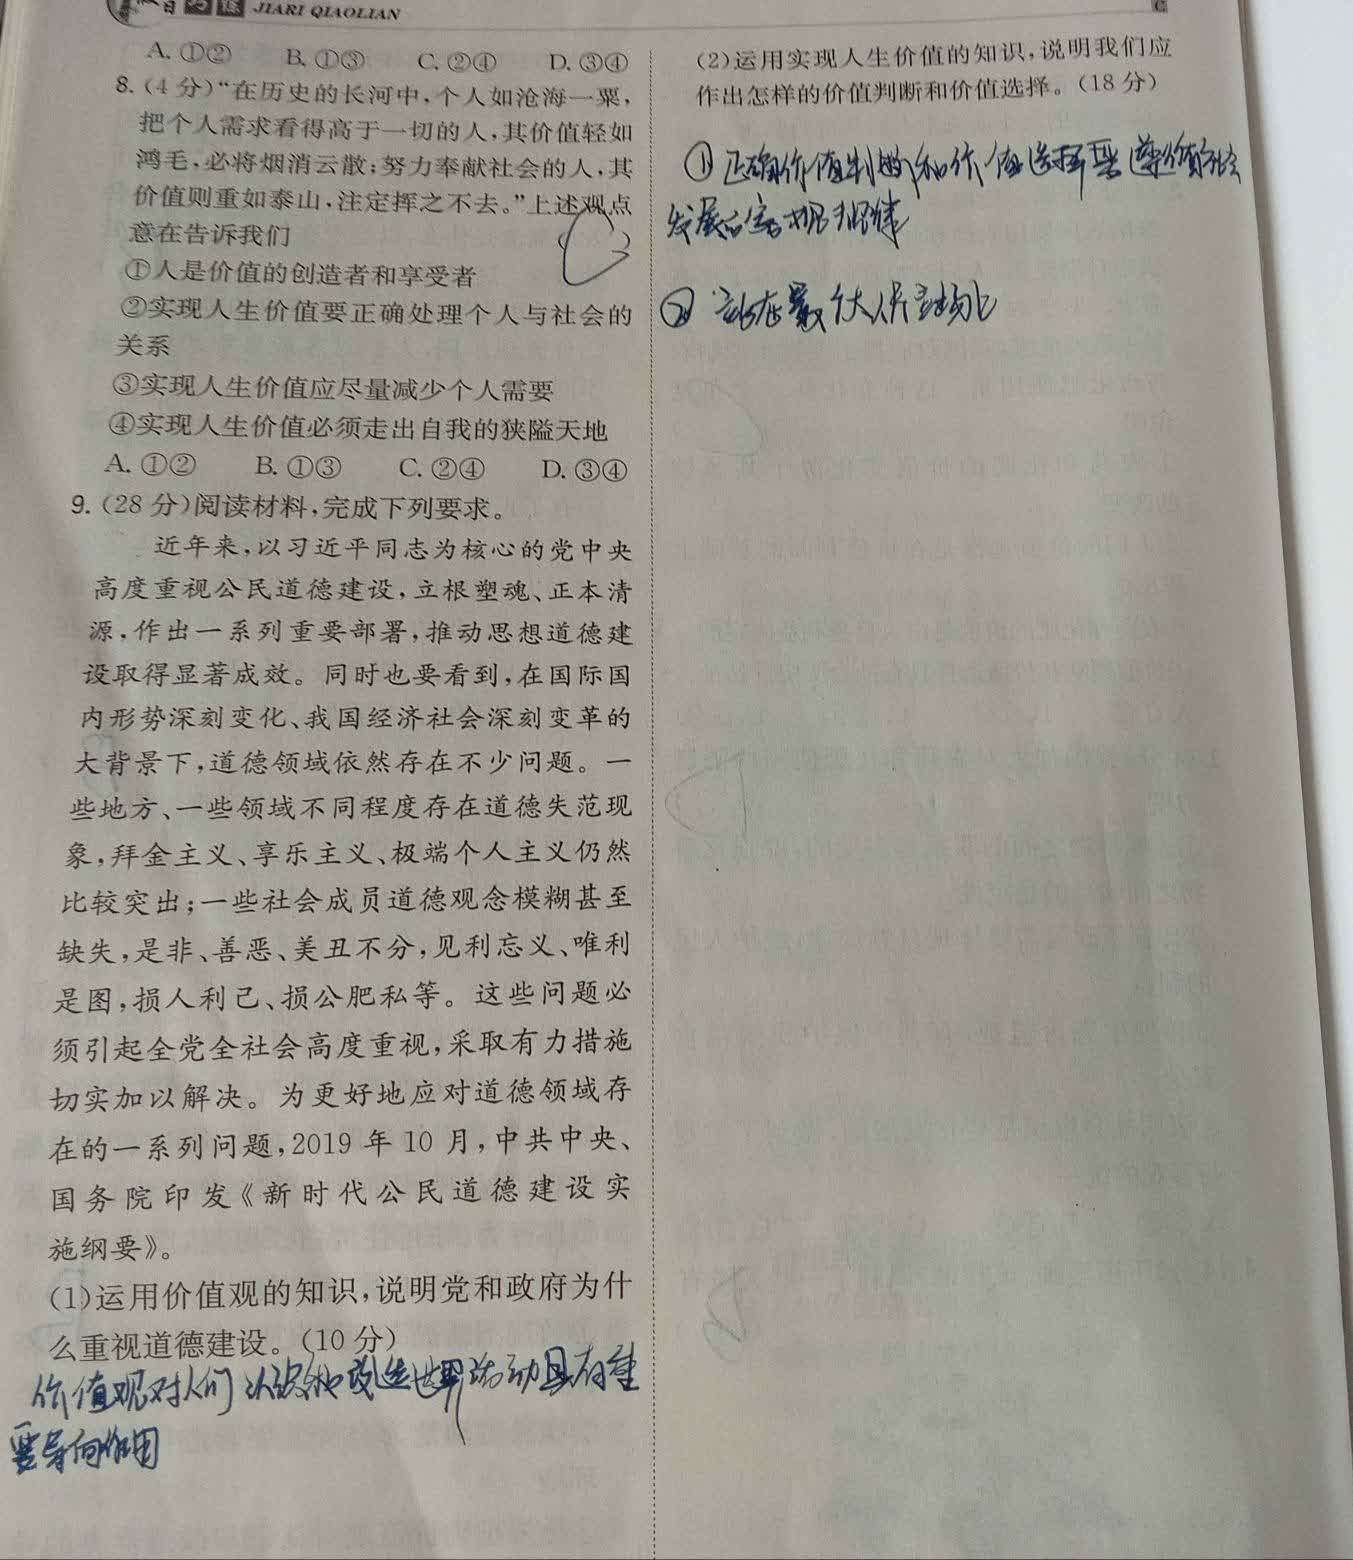 JIARI QIAOLIAN
A. ①② B. ①③ C. ②④ D. ③④
8. (4 分)“在历史的长河中,个人如沧海一粟,
把个人需求看得高于一切的人,其价值轻如
鸿毛,必将烟消云散;努力奉献社会的人,其
价值则重如泰山,注定挥之不去。”上述观点
意在告诉我们
C
①人是价值的创造者和享受者
②实现人生价值要正确处理个人与社会的
关系
③实现人生价值应尽量减少个人需要
④实现人生价值必须走出自我的狭隘天地
A. ①② B. ①③ C. ②④ D. ③④
9. (28 分)阅读材料,完成下列要求。
近年来,以习近平同志为核心的党中央
高度重视公民道德建设,立根塑魂、正本清
源,作出一系列重要部署,推动思想道德建
设取得显著成效。同时也要看到,在国际国
内形势深刻变化、我国经济社会深刻变革的
大背景下,道德领域依然存在不少问题。一
些地方、一些领域不同程度存在道德失范现
象,拜金主义、享乐主义、极端个人主义仍然
比较突出;一些社会成员道德观念模糊甚至
缺失,是非、善恶、美丑不分,见利忘义、唯利
是图,损人利己、损公肥私等。这些问题必
须引起全党全社会高度重视,采取有力措施
切实加以解决。为更好地应对道德领域存
在的一系列问题,2019 年 10 月,中共中央、
国务院印发《新时代公民道德建设实
施纲要》。
(1)运用价值观的知识,说明党和政府为什
么重视道德建设。(10 分)
价值观对人们认识和改造世界活动具有重
要导向作用
(2)运用实现人生价值的知识,说明我们应
作出怎样的价值判断和价值选择。(18 分)
①正确价值判断和价值选择要遵循社会
发展的客观规律
②站在最广大人民